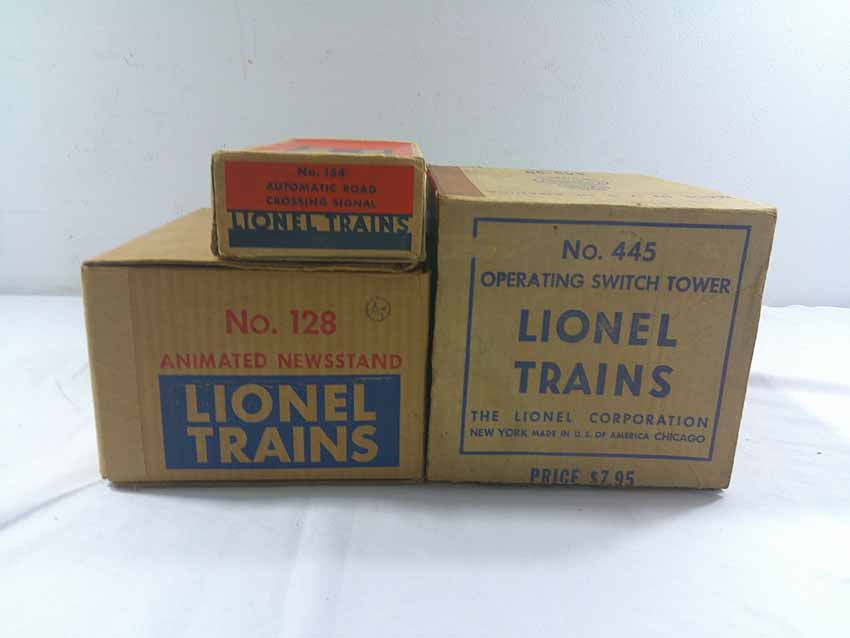 No. 154
AUTOMATIC ROAD
CROSSING SIGNAL
LIONEL TRAINS
No. 128
ANIMATED NEWSSTAND
LIONEL
TRAINS
No. 445
OPERATING SWITCH TOWER
LIONEL
TRAINS
THE LIONEL CORPORATION
NEW YORK MADE IN U.S. OF AMERICA CHICAGO
PRICE $7.95